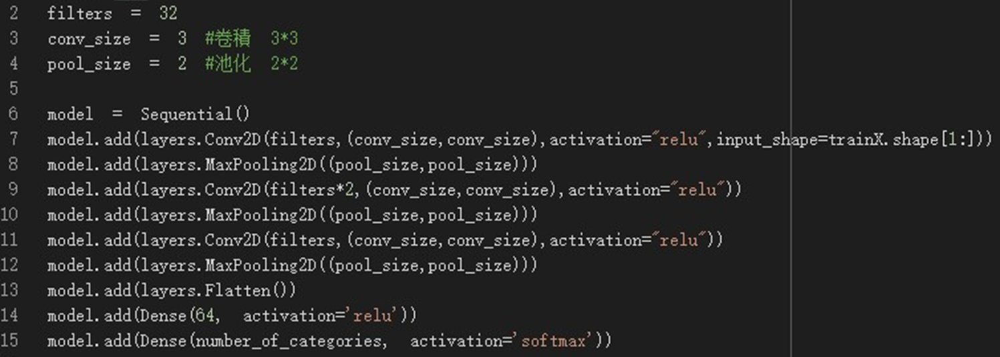 2 filters = 32
3 conv_size = 3 #卷積 3*3
4 pool_size = 2 #池化 2*2
5
6 model = Sequential()
7 model.add(layers.Conv2D(filters,(conv_size,conv_size),activation="relu",input_shape=trainX.shape[1:]))
8 model.add(layers.MaxPooling2D((pool_size,pool_size)))
9 model.add(layers.Conv2D(filters*2,(conv_size,conv_size),activation="relu"))
10 model.add(layers.MaxPooling2D((pool_size,pool_size)))
11 model.add(layers.Conv2D(filters,(conv_size,conv_size),activation="relu"))
12 model.add(layers.MaxPooling2D((pool_size,pool_size)))
13 model.add(layers.Flatten())
14 model.add(Dense(64, activation='relu'))
15 model.add(Dense(number_of_categories, activation='softmax'))